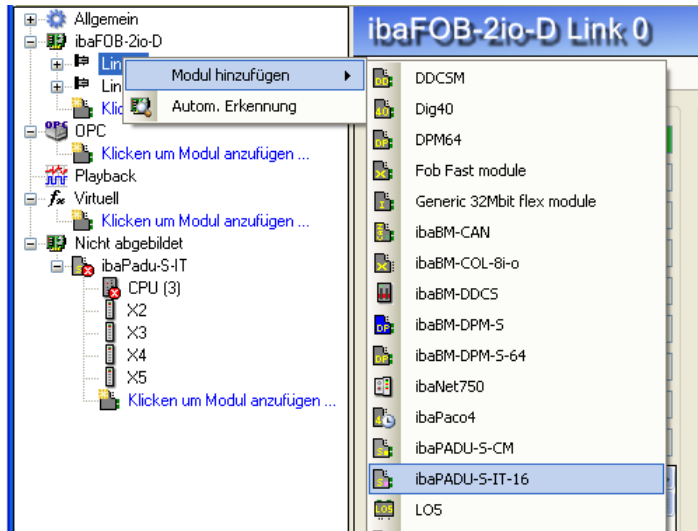 Allgemein
ibaFOB-2io-D
Lin
Lin
Klic
OPC
Klicken um Modul anzufügen ...
Playback
Virtuell
Klicken um Modul anzufügen ...
Nicht abgebildet
ibaPadu-S-IT
CPU (3)
X2
X3
X4
X5
Klicken um Modul anzufügen ...
Modul hinzufügen
Autom. Erkennung
ibaFOB-2io-D Link 0
DDCSM
Dig40
DPM64
Fob Fast module
Generic 32Mbit flex module
ibaBM-CAN
ibaBM-COL-8i-o
ibaBM-DDCS
ibaBM-DPM-S
ibaBM-DPM-S-64
ibaNet750
ibaPaco4
ibaPADU-S-CM
ibaPADU-S-IT-16
LO5